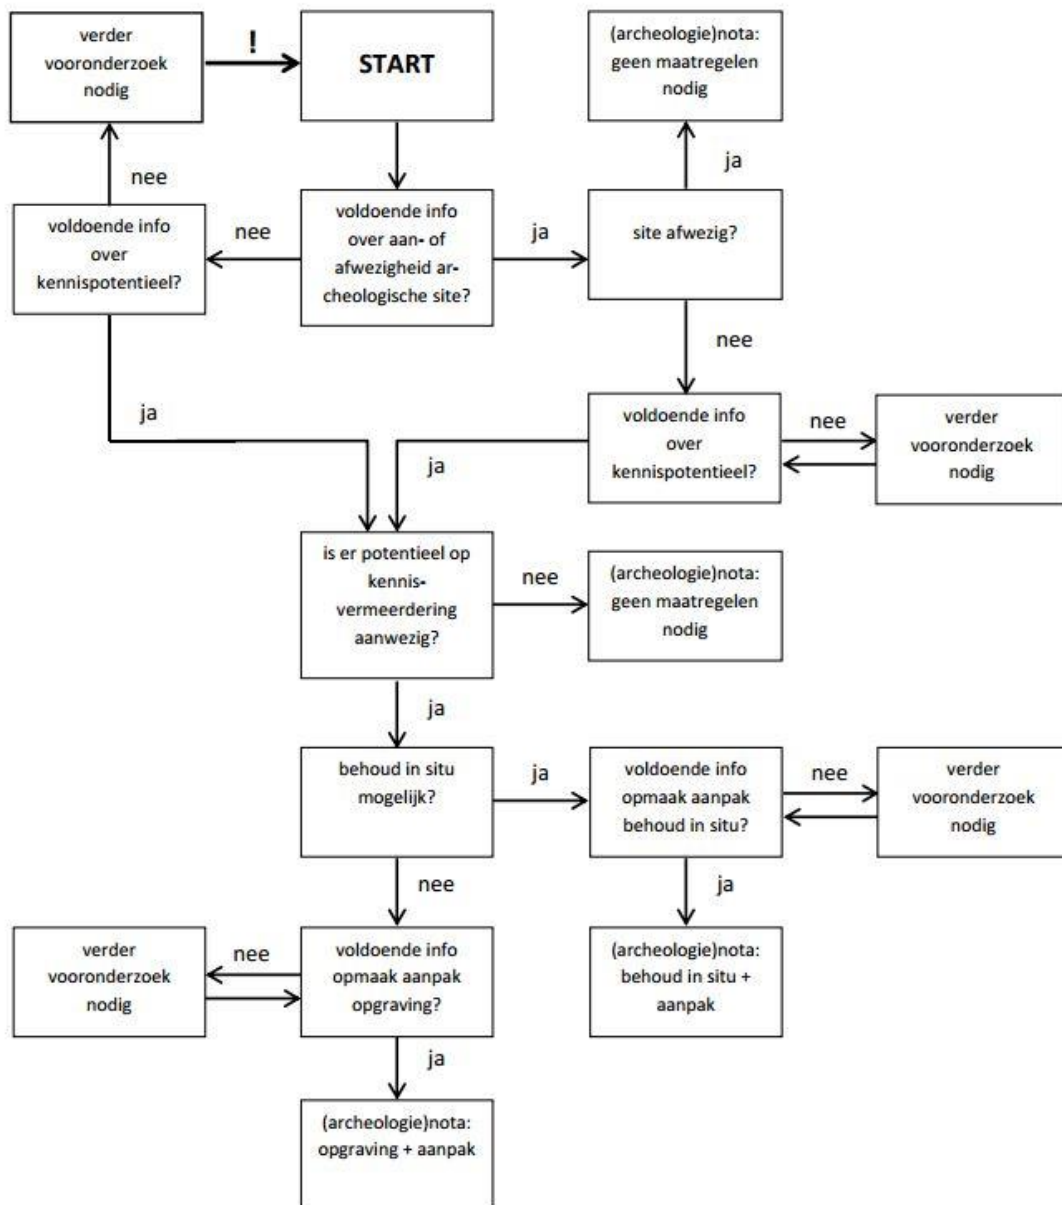 verder
vooronderzoek
nodig
!
START
(archeologie)nota:
geen maatregelen
nodig
nee
ja
voldoende info
over
kennispotentieel?
nee
voldoende info
over aan- of
afwezigheid ar-
cheologische site?
ja
site afwezig?
nee
ja
voldoende info
over
kennispotentieel?
nee
verder
vooronderzoek
nodig
ja
is er potentieel op
kennis-
vermeerdering
aanwezig?
nee
(archeologie)nota:
geen maatregelen
nodig
ja
behoud in situ
mogelijk?
ja
voldoende info
opmaak aanpak
behoud in situ?
nee
verder
vooronderzoek
nodig
nee
ja
verder
vooronderzoek
nodig
nee
voldoende info
opmaak aanpak
opgraving?
(archeologie)nota:
behoud in situ +
aanpak
ja
(archeologie)nota:
opgraving + aanpak